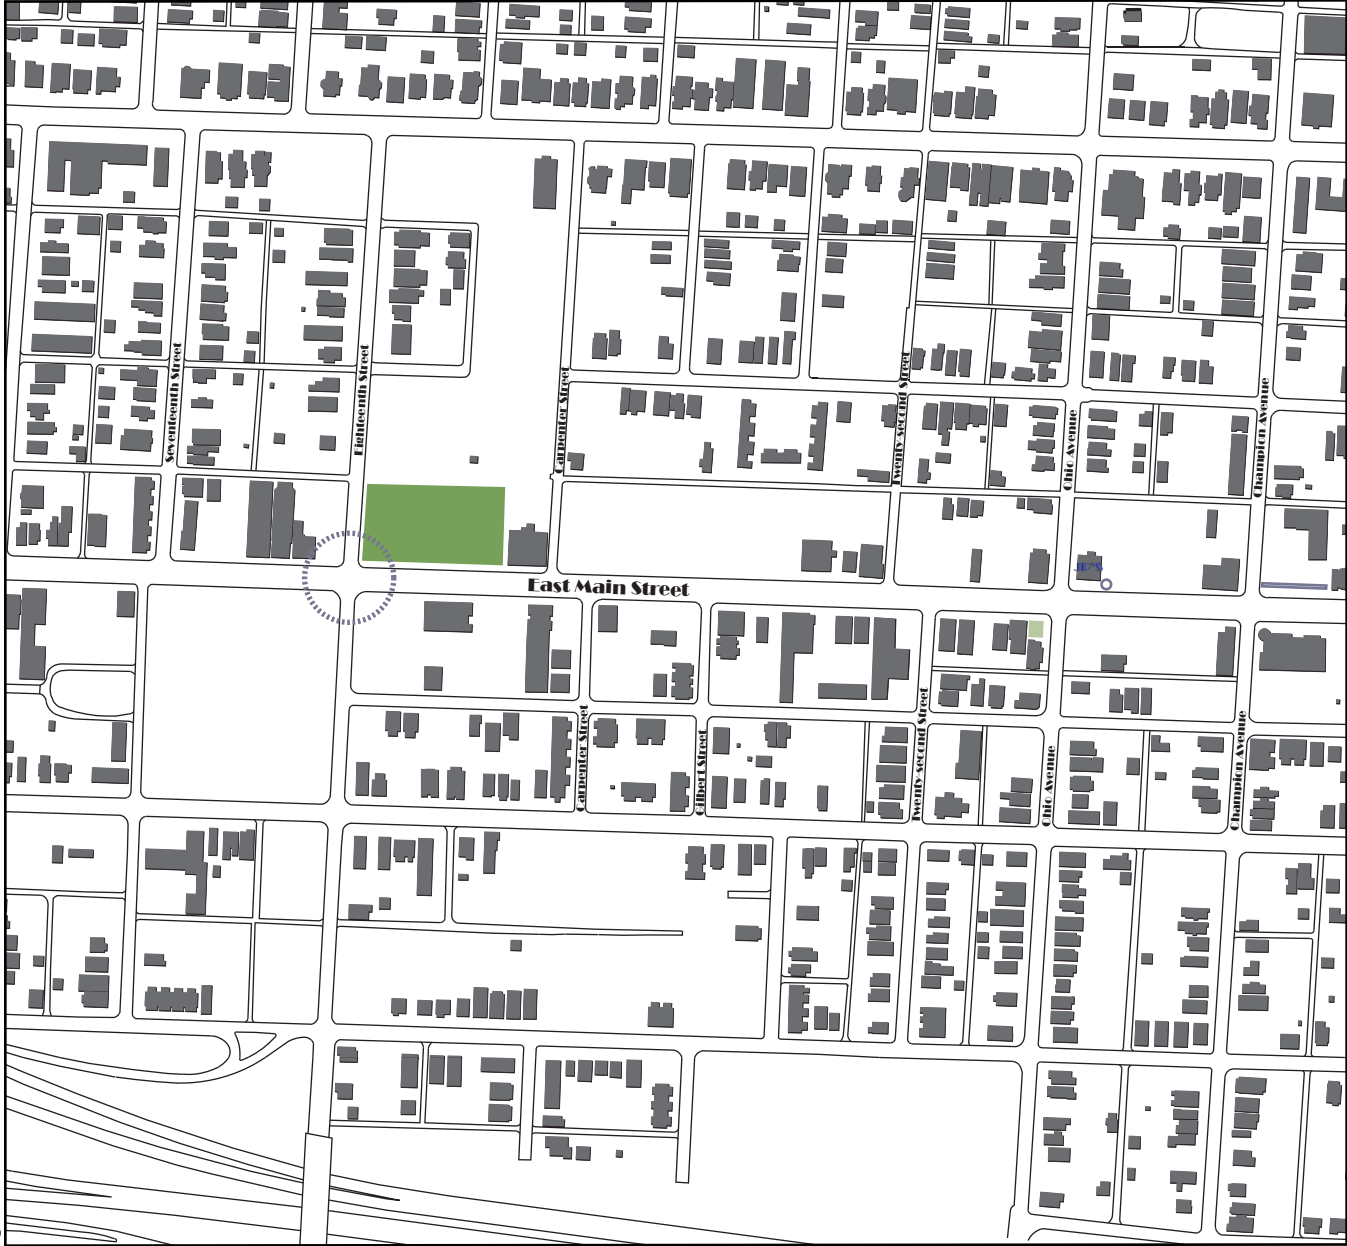 Seventeenth Street
Eighteenth Street
Carpenter Street
Twenty-second Street
Ohio Avenue
Champion Avenue
JJP'S
East Main Street
Carpenter Street
Gilbert Street
Twenty-second Street
Ohio Avenue
Champion Avenue